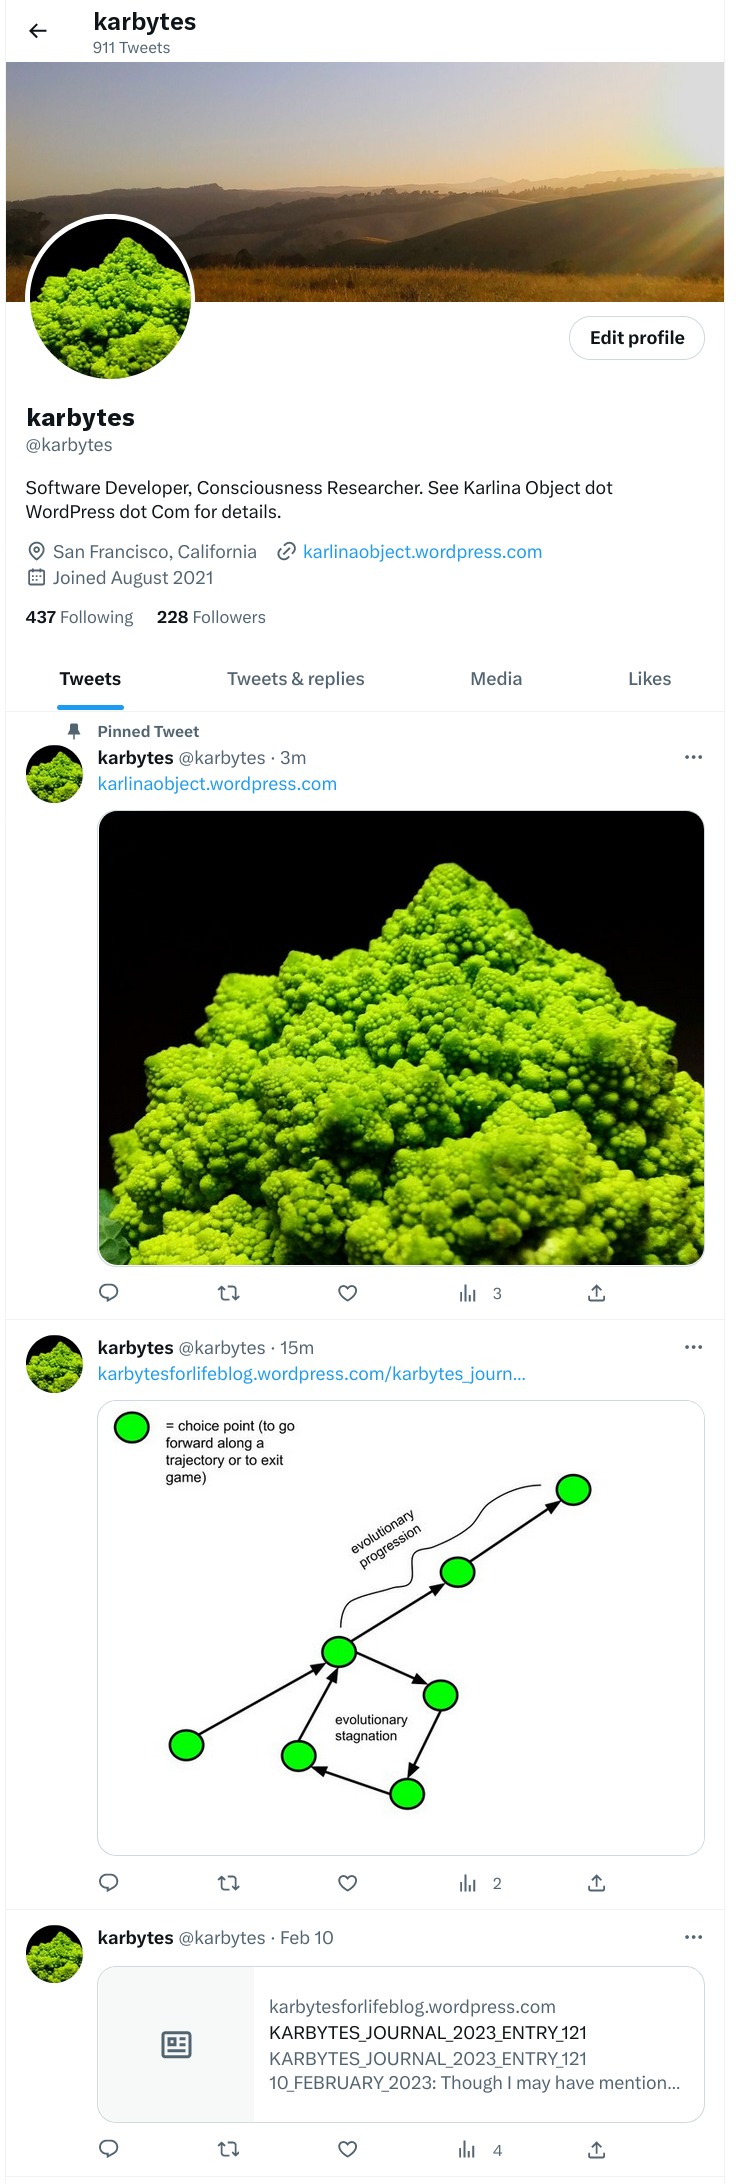 karbytes
911 Tweets
Edit profile
karbytes
@karbytes
Software Developer, Consciousness Researcher. See Karlina Object dot
WordPress dot Com for details.
San Francisco, California karlinaobject.wordpress.com
Joined August 2021
437 Following 228 Followers
Tweets Tweets & replies Media Likes
Pinned Tweet
karbytes @karbytes · 3m
karlinaobject.wordpress.com
3
karbytes @karbytes · 15m
karbytesforlifeblog.wordpress.com/karbytes_journ...
= choice point (to go
forward along a
trajectory or to exit
game)
evolutionary
progression
evolutionary
stagnation
2
karbytes @karbytes · Feb 10
karbytesforlifeblog.wordpress.com
KARBYTES_JOURNAL_2023_ENTRY_121
KARBYTES_JOURNAL_2023_ENTRY_121
10_FEBRUARY_2023: Though I may have mention...
4